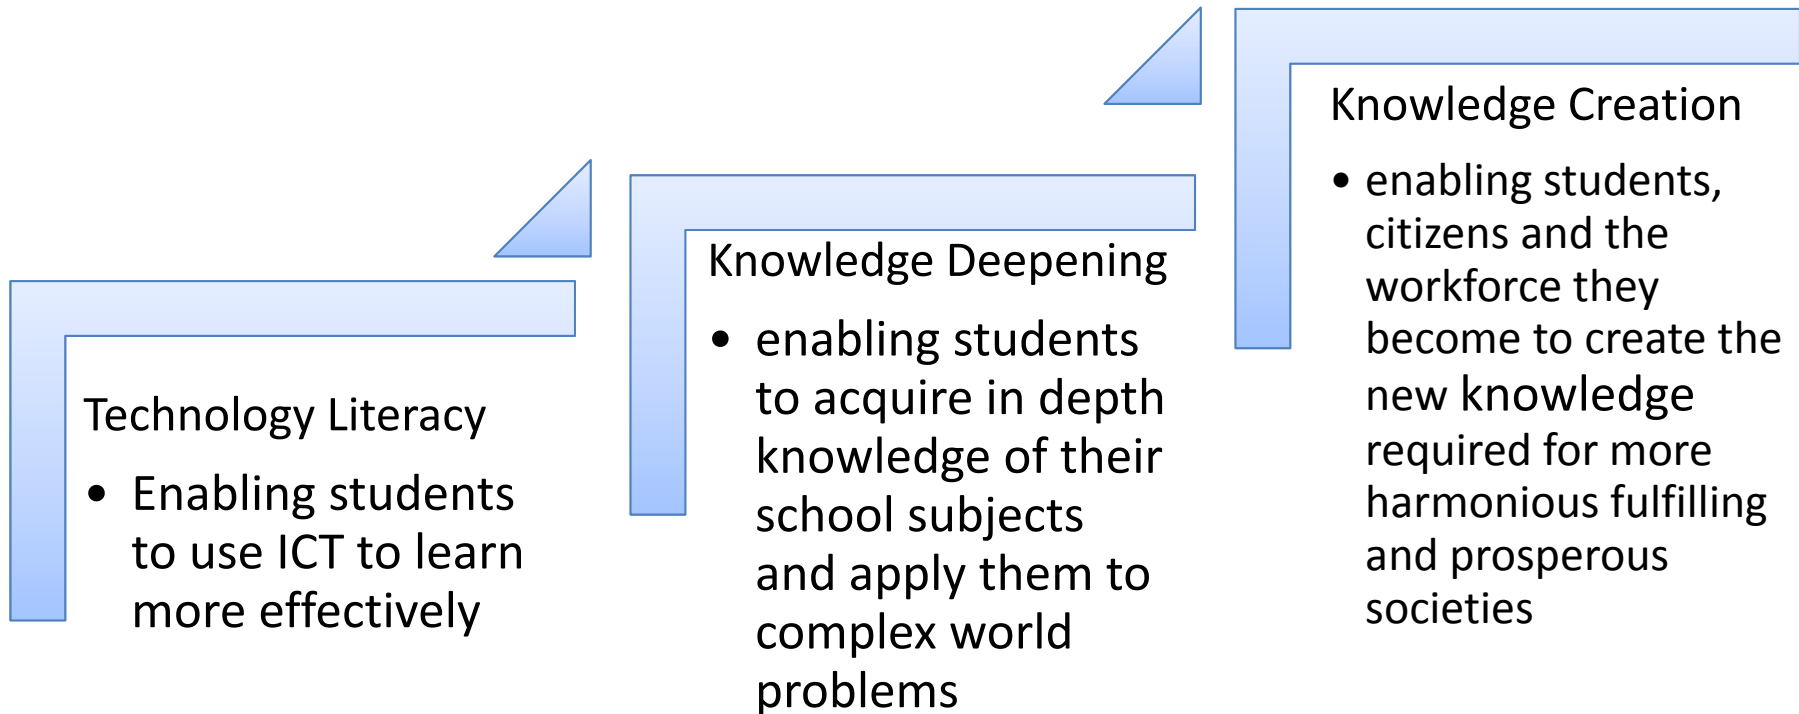 Technology Literacy
• Enabling students
to use ICT to learn
more effectively
Knowledge Deepening
• enabling students
to acquire in depth
knowledge of their
school subjects
and apply them to
complex world
problems
Knowledge Creation
• enabling students,
citizens and the
workforce they
become to create the
new knowledge
required for more
harmonious fulfilling
and prosperous
societies